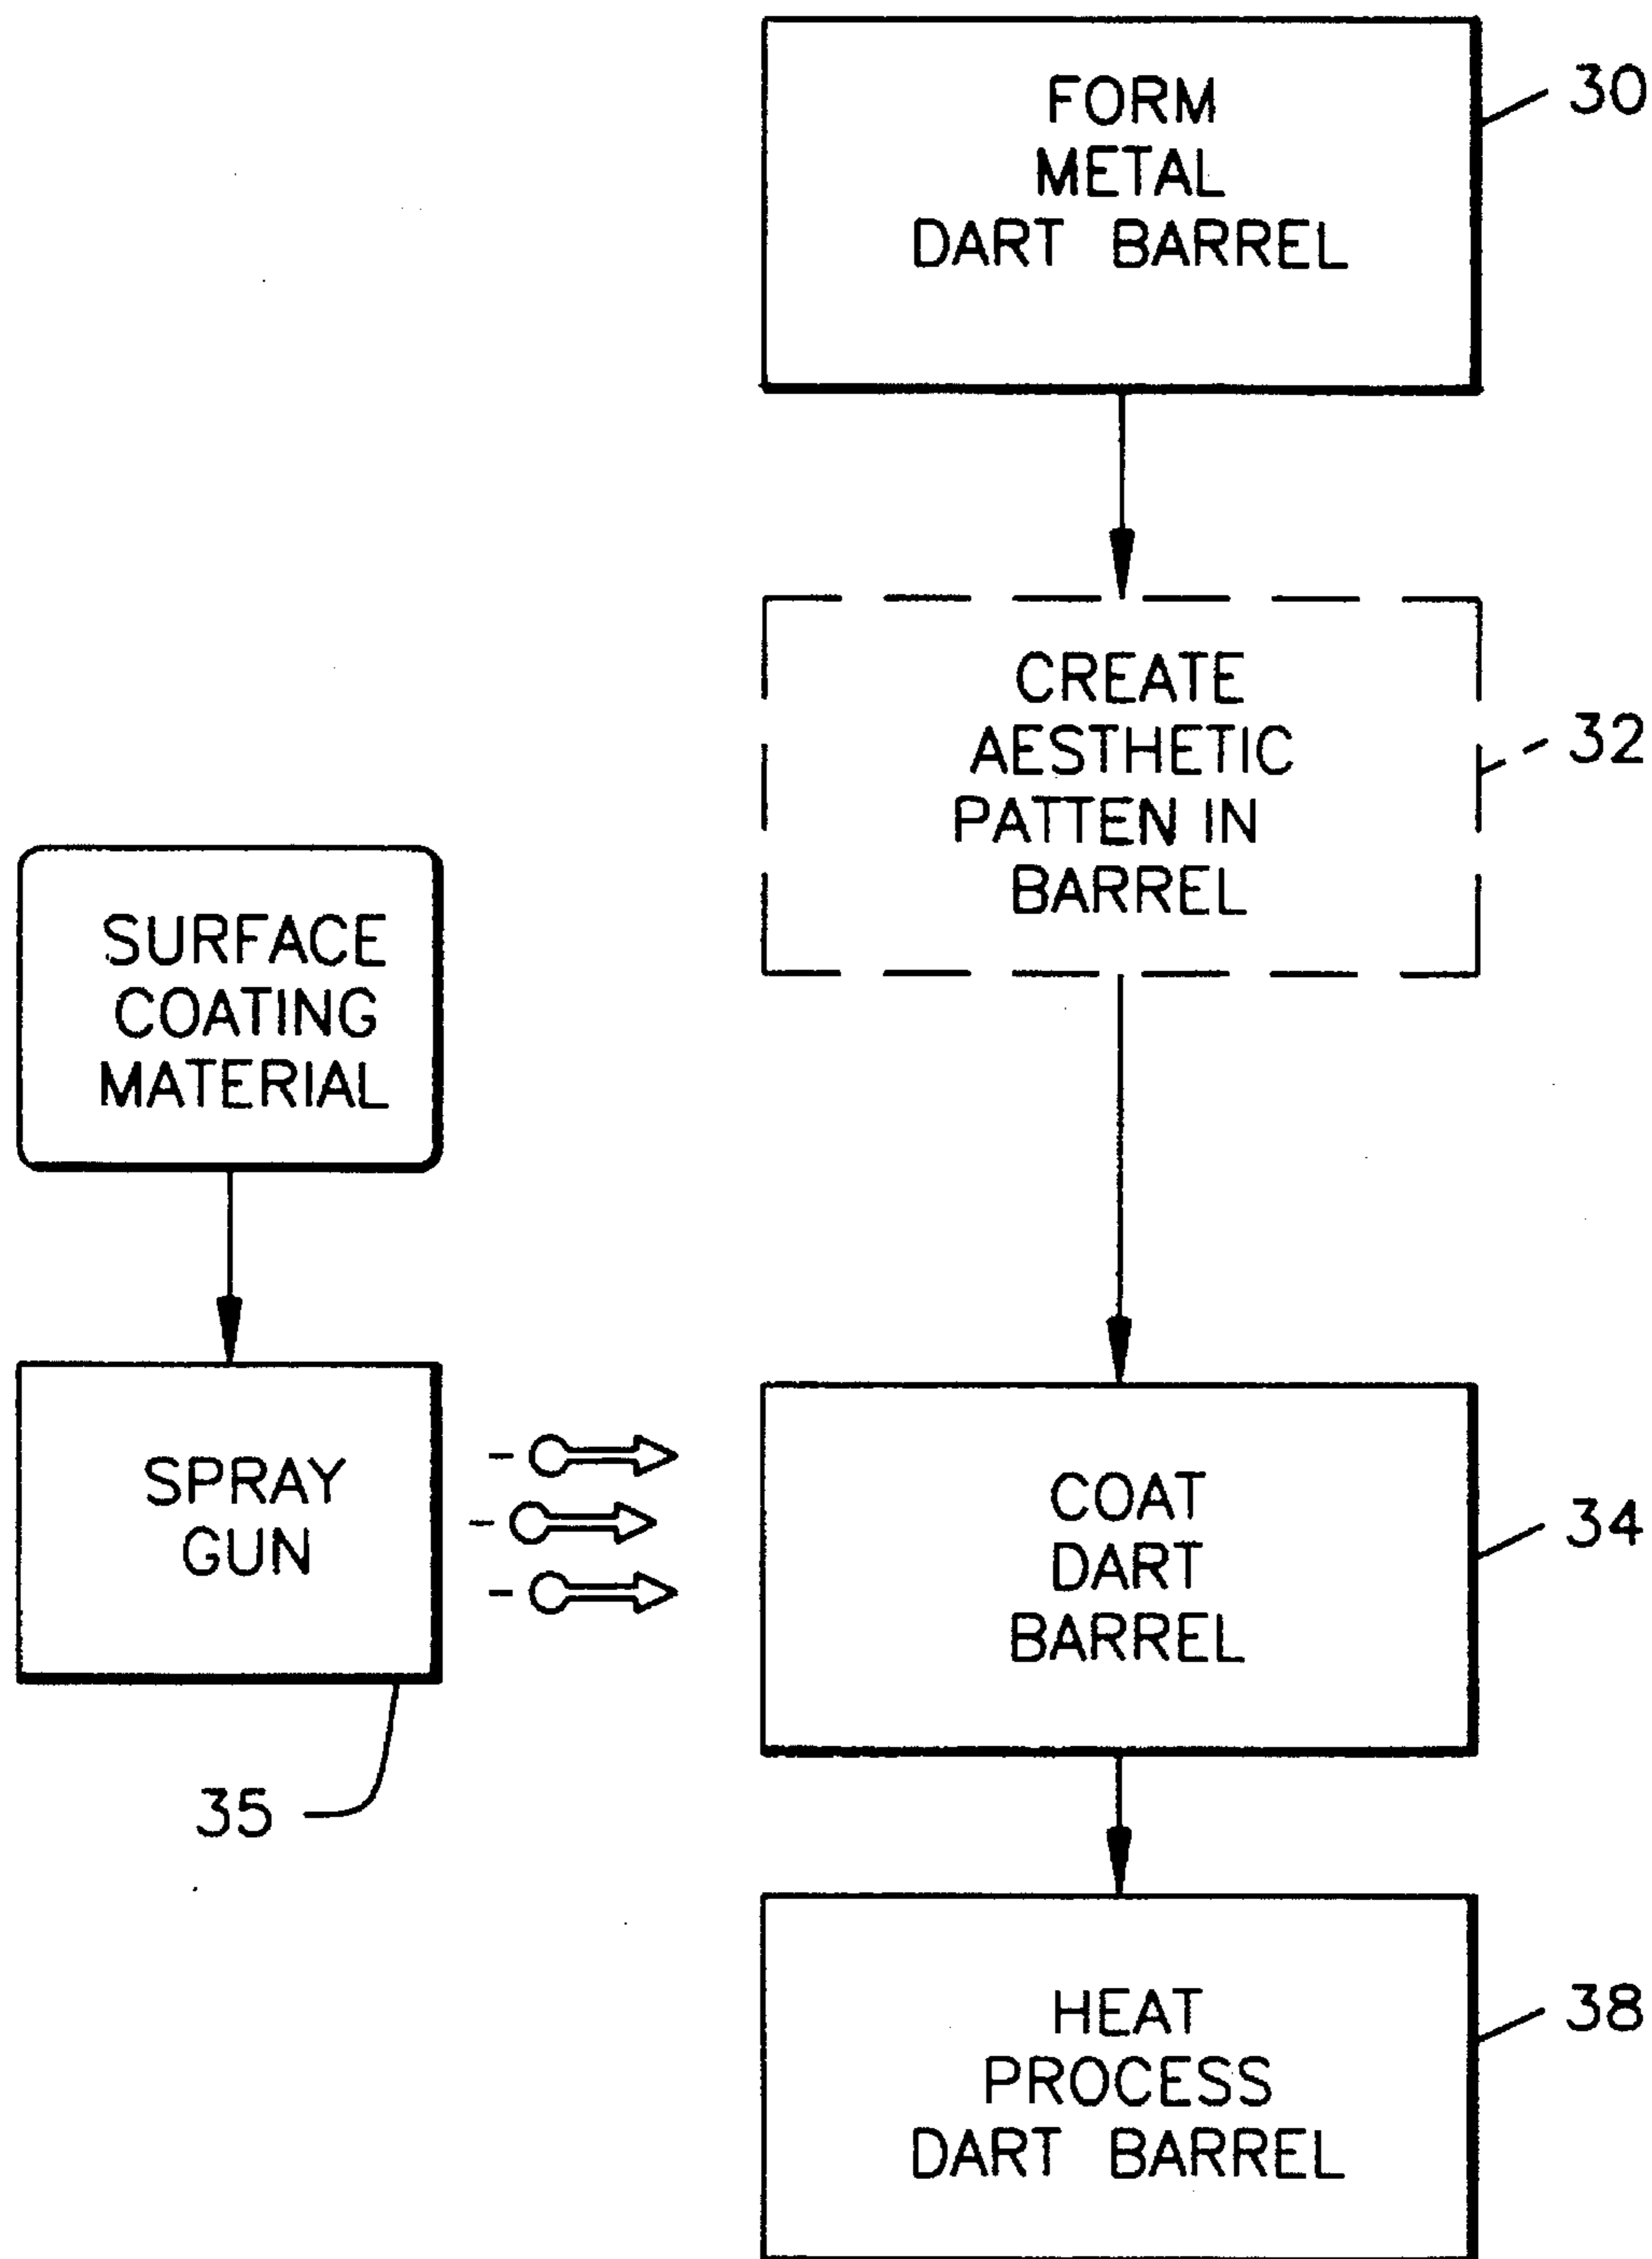 FORM
METAL
DART BARREL
30
CREATE
AESTHETIC
PATTEN IN
BARREL
32
SURFACE
COATING
MATERIAL
SPRAY
GUN
35
COAT
DART
BARREL
34
HEAT
PROCESS
DART BARREL
38